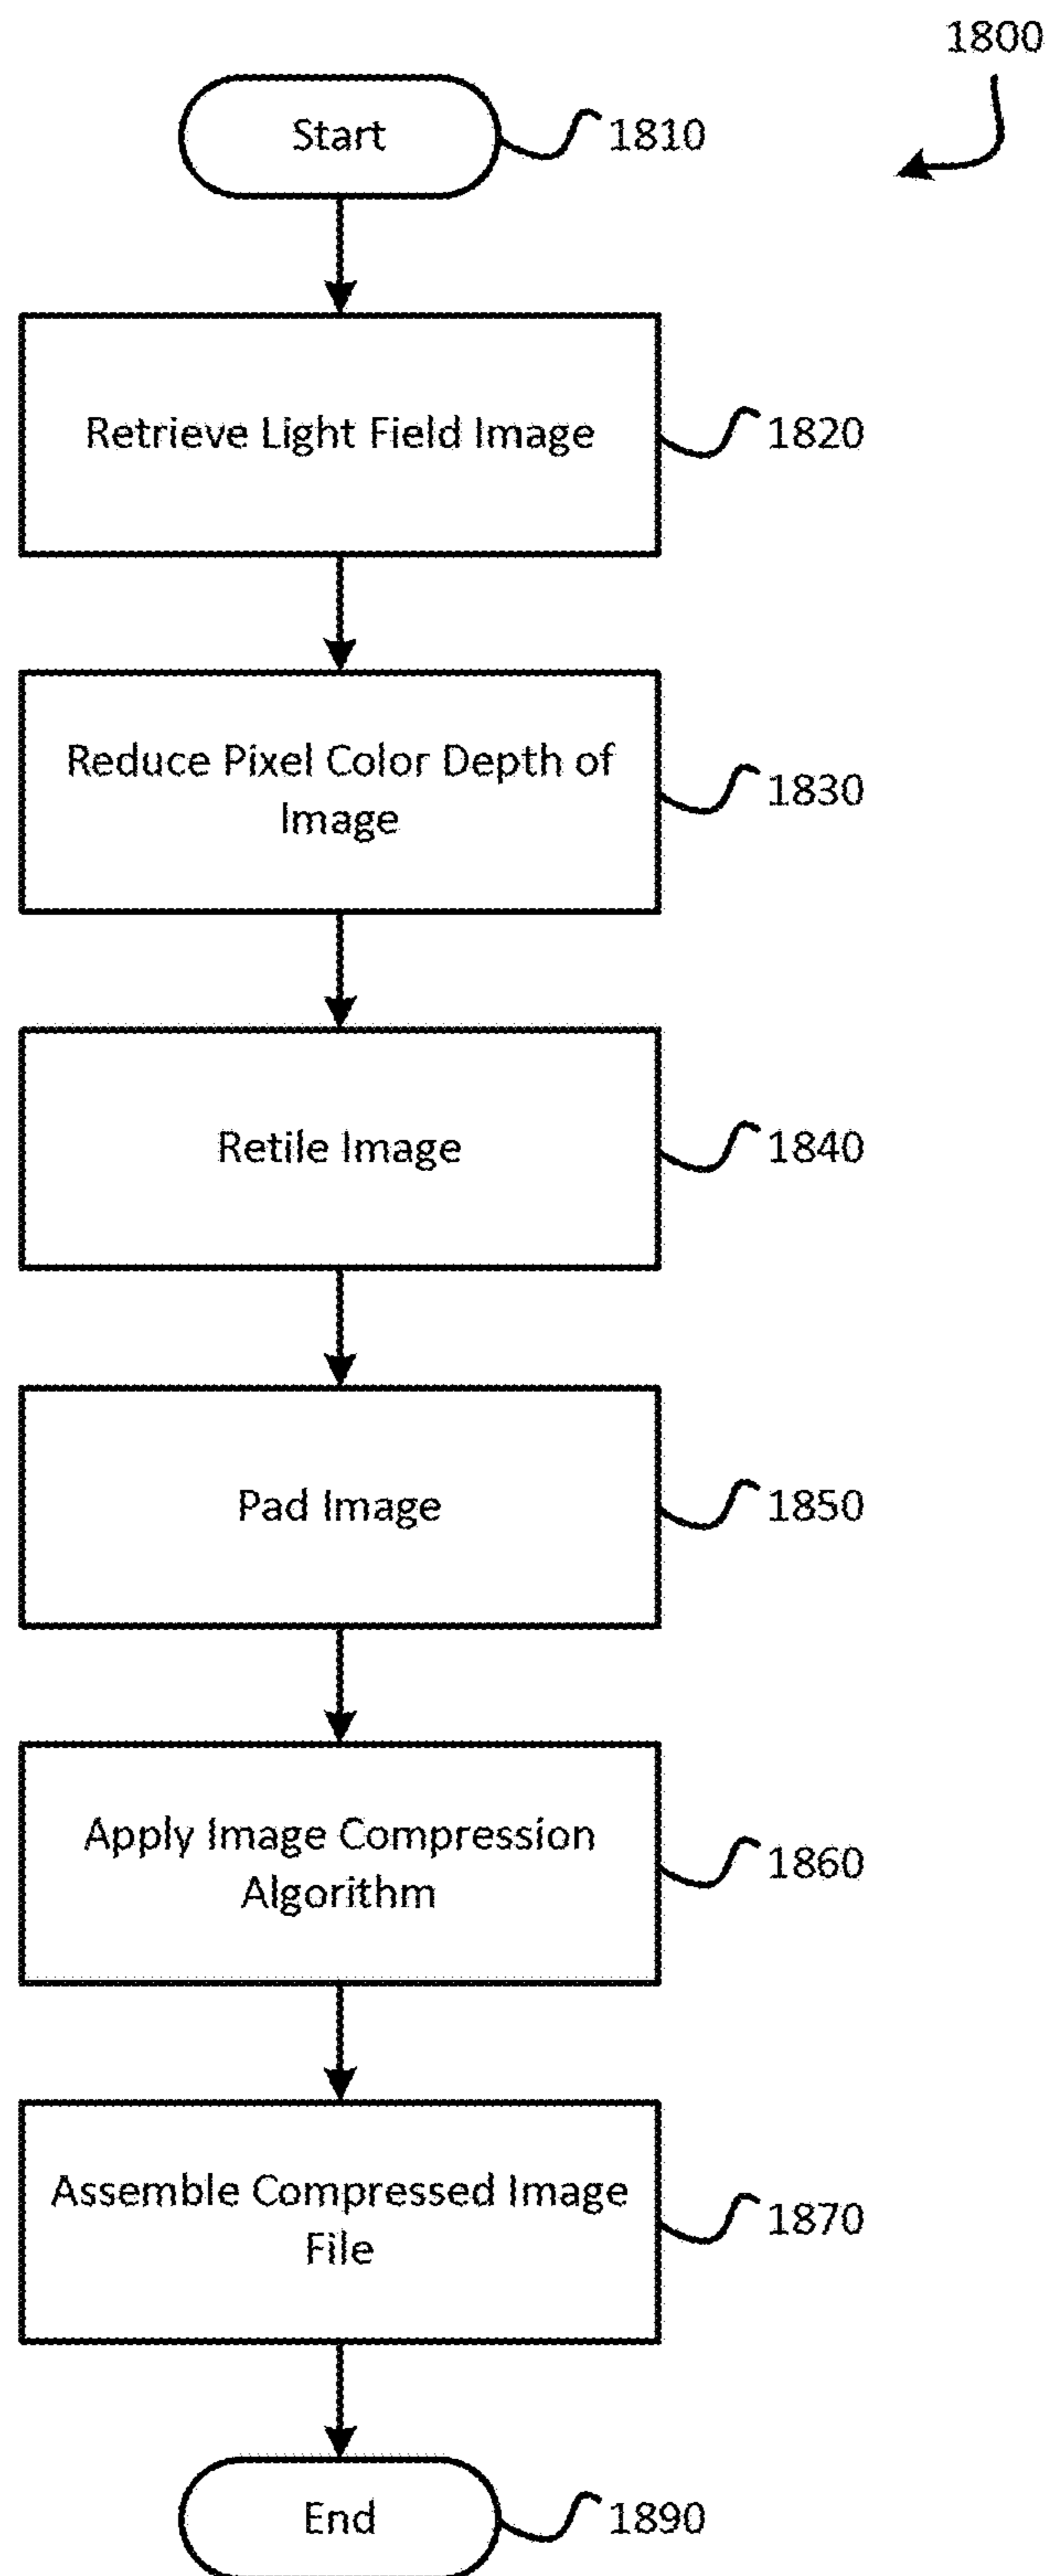 1800
Start
1810
Retrieve Light Field Image
1820
Reduce Pixel Color Depth of
Image
1830
Retile Image
1840
Pad Image
1850
Apply Image Compression
Algorithm
1860
Assemble Compressed Image
File
1870
End
1890